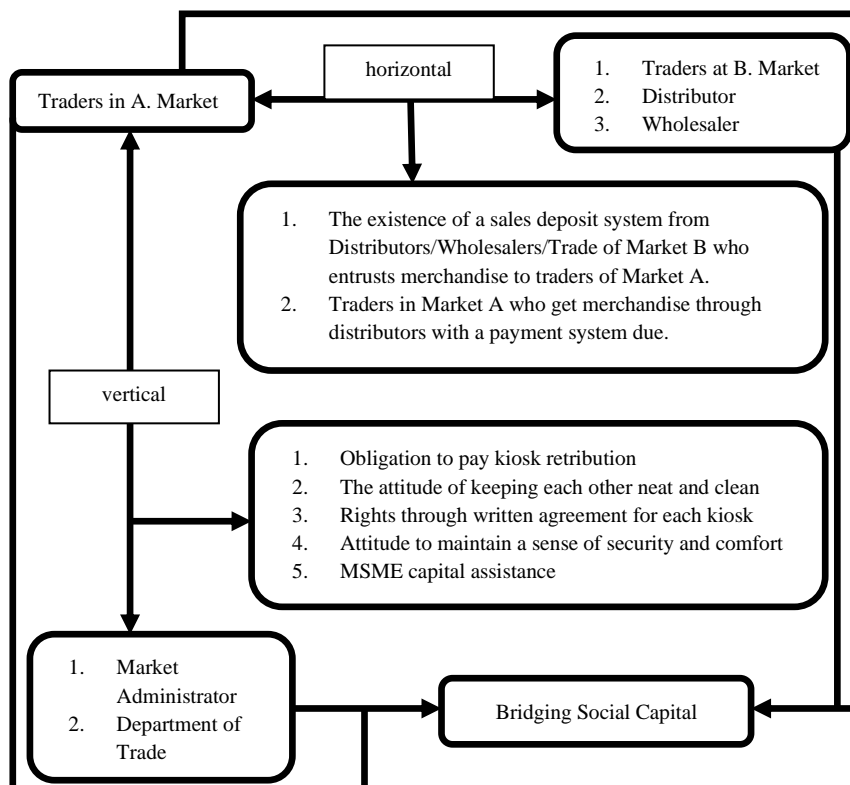 horizontal
Traders in A. Market
1. Traders at B. Market
2. Distributor
3. Wholesaler
1. The existence of a sales deposit system from
Distributors/Wholesalers/Trade of Market B who
entrusts merchandise to traders of Market A.
2. Traders in Market A who get merchandise through
distributors with a payment system due.
vertical
1. Obligation to pay kiosk retribution
2. The attitude of keeping each other neat and clean
3. Rights through written agreement for each kiosk
4. Attitude to maintain a sense of security and comfort
5. MSME capital assistance
1. Market
Administrator
2. Department of
Trade
Bridging Social Capital